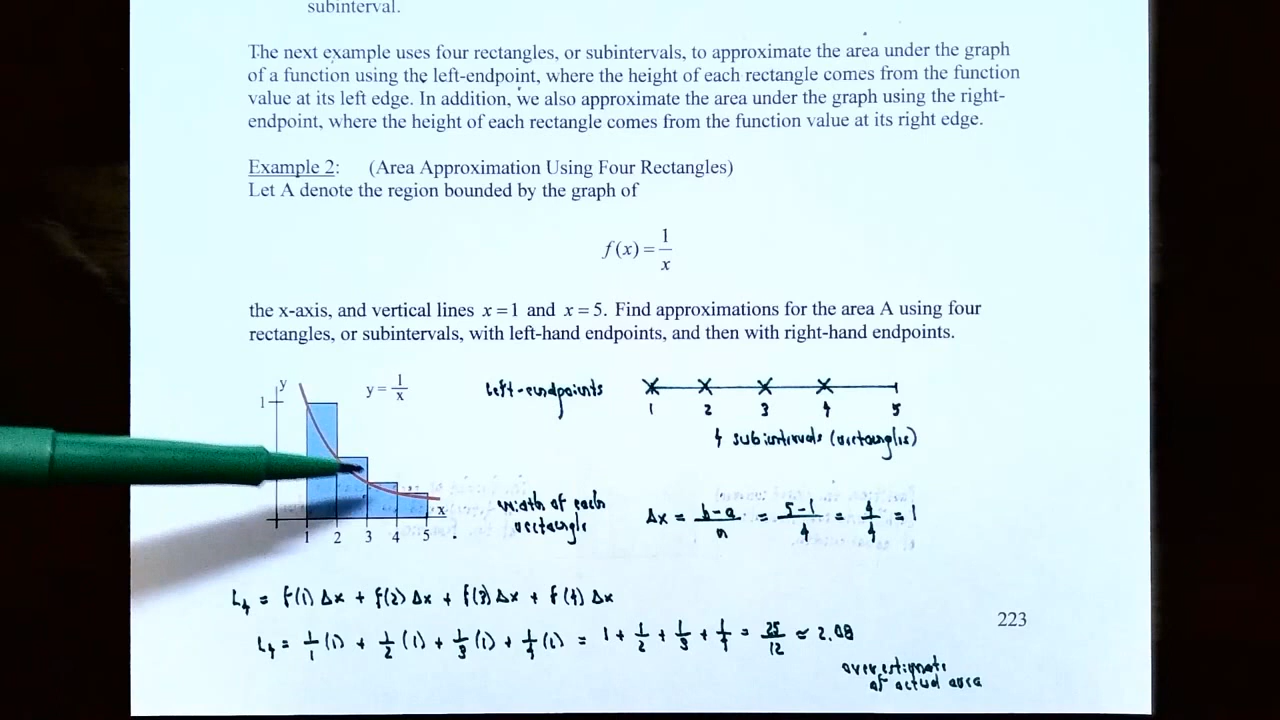 subinterval.
The next example uses four rectangles, or subintervals, to approximate the area under the graph
of a function using the left-endpoint, where the height of each rectangle comes from the function
value at its left edge. In addition, we also approximate the area under the graph using the right-
endpoint, where the height of each rectangle comes from the function value at its right edge.
Example 2: (Area Approximation Using Four Rectangles)
Let A denote the region bounded by the graph of
f(x) = 1/x
the x-axis, and vertical lines x = 1 and x = 5. Find approximations for the area A using four
rectangles, or subintervals, with left-hand endpoints, and then with right-hand endpoints.
y
1
y = 1/x
x
1 2 3 4 5
left-endpoints
1 2 3 4 5
4 subintervals (rectangles)
width of each
rectangle
Δx = (b-a)/n = (5-1)/4 = 4/4 = 1
L4 = f(1) Δx + f(2) Δx + f(3) Δx + f(4) Δx
L4 = 1/1 (1) + 1/2 (1) + 1/3 (1) + 1/4 (1) = 1 + 1/2 + 1/3 + 1/4 = 25/12 ≈ 2.08
overestimate
of actual area
223